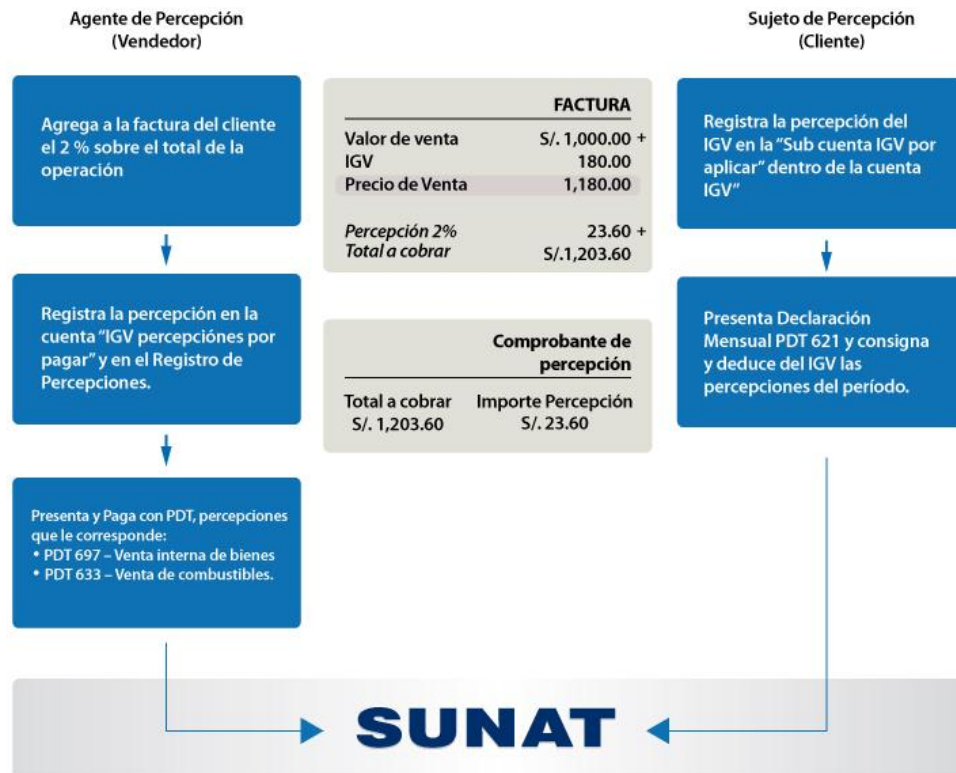 Agente de Percepción
(Vendedor)
Agrega a la factura del cliente
el 2 % sobre el total de la
operación
Registra la percepción en la
cuenta “IGV percepciónes por
pagar” y en el Registro de
Percepciones.
Presenta y Paga con PDT, percepciones
que le corresponde:
• PDT 697 – Venta interna de bienes
• PDT 633 – Venta de combustibles.
FACTURA
Valor de venta S/. 1,000.00 +
IGV 180.00
Precio de Venta 1,180.00
Percepción 2% 23.60 +
Total a cobrar S/.1,203.60
Comprobante de
percepción
Total a cobrar Importe Percepción
S/. 1,203.60 S/. 23.60
Sujeto de Percepción
(Cliente)
Registra la percepción del
IGV en la “Sub cuenta IGV por
aplicar” dentro de la cuenta
IGV”
Presenta Declaración
Mensual PDT 621 y consigna
y deduce del IGV las
percepciones del período.
SUNAT